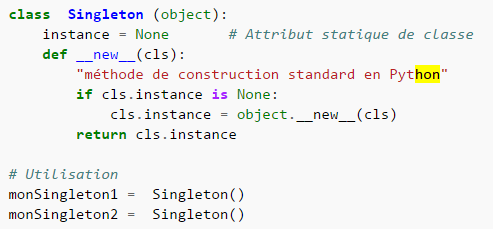 class  Singleton (object):
    instance = None       # Attribut statique de classe
    def __new__(cls):
        "méthode de construction standard en Python"
        if cls.instance is None:
            cls.instance = object.__new__(cls)
        return cls.instance

# Utilisation
monSingleton1 =  Singleton()
monSingleton2 =  Singleton()